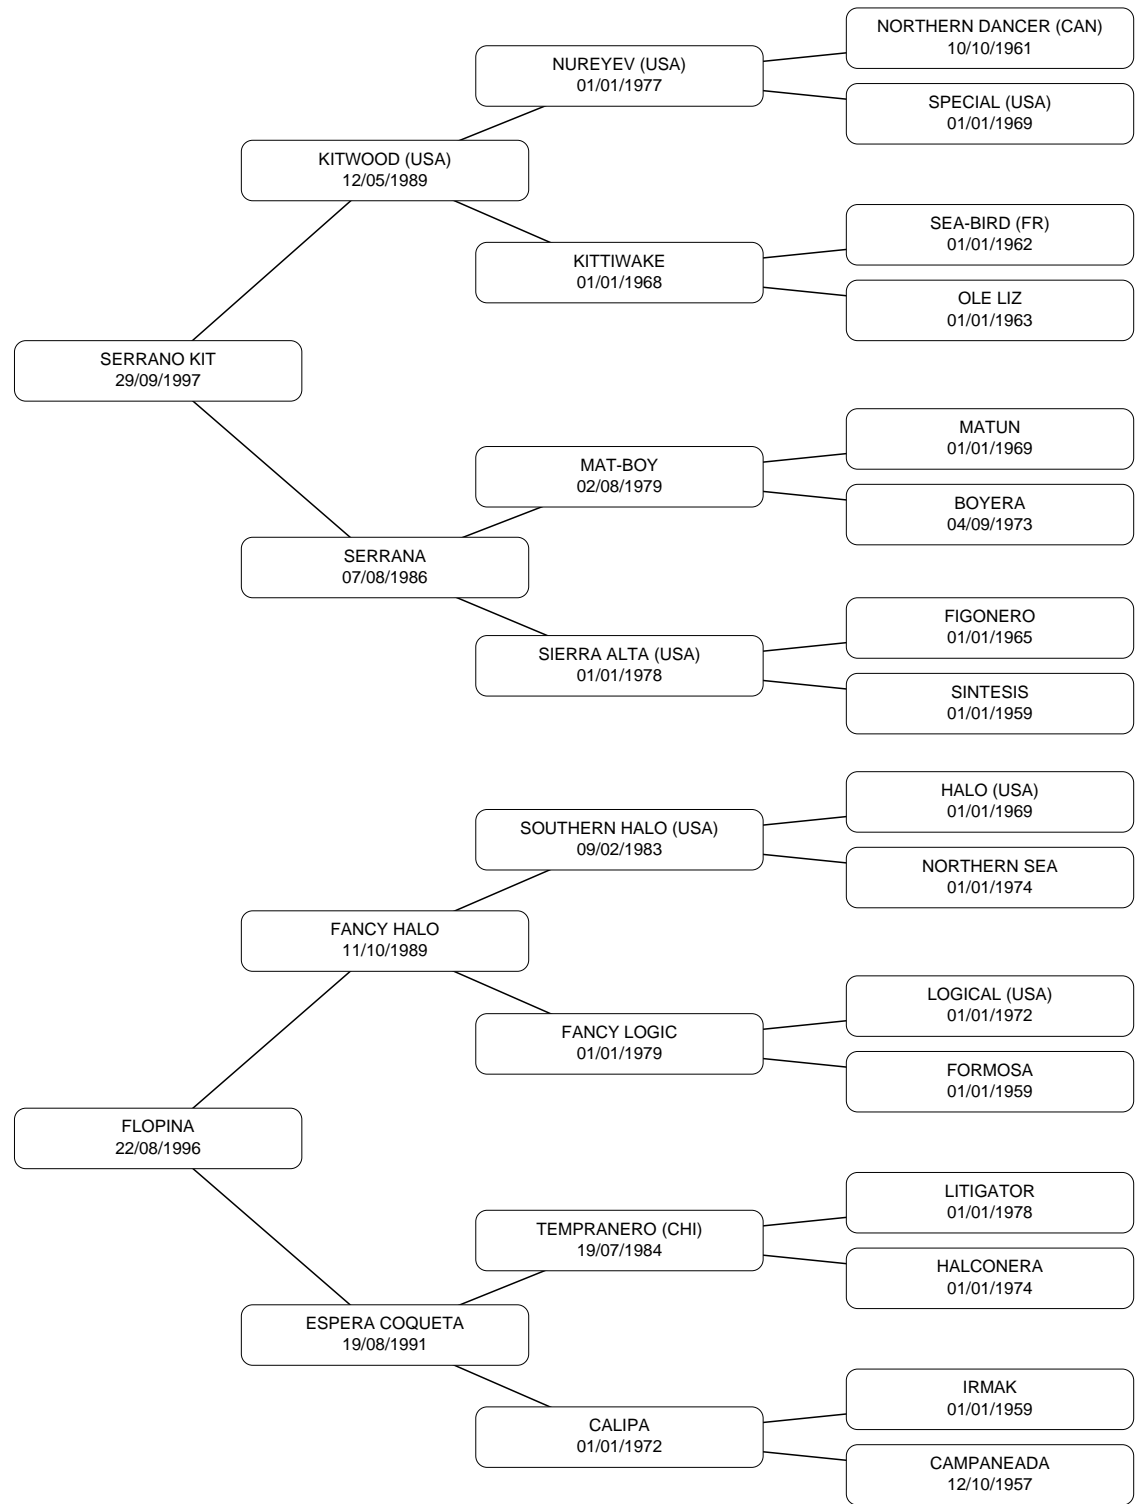 NORTHERN DANCER (CAN)
10/10/1961
NUREYEV (USA)
01/01/1977
SPECIAL (USA)
01/01/1969
KITWOOD (USA)
12/05/1989
SEA-BIRD (FR)
01/01/1962
KITTIWAKE
01/01/1968
OLE LIZ
01/01/1963
SERRANO KIT
29/09/1997
MATUN
01/01/1969
MAT-BOY
02/08/1979
BOYERA
04/09/1973
SERRANA
07/08/1986
FIGONERO
01/01/1965
SIERRA ALTA (USA)
01/01/1978
SINTESIS
01/01/1959
HALO (USA)
01/01/1969
SOUTHERN HALO (USA)
09/02/1983
NORTHERN SEA
01/01/1974
FANCY HALO
11/10/1989
LOGICAL (USA)
01/01/1972
FANCY LOGIC
01/01/1979
FORMOSA
01/01/1959
FLOPINA
22/08/1996
LITIGATOR
01/01/1978
TEMPRANERO (CHI)
19/07/1984
HALCONERA
01/01/1974
ESPERA COQUETA
19/08/1991
IRMAK
01/01/1959
CALIPA
01/01/1972
CAMPANEADA
12/10/1957